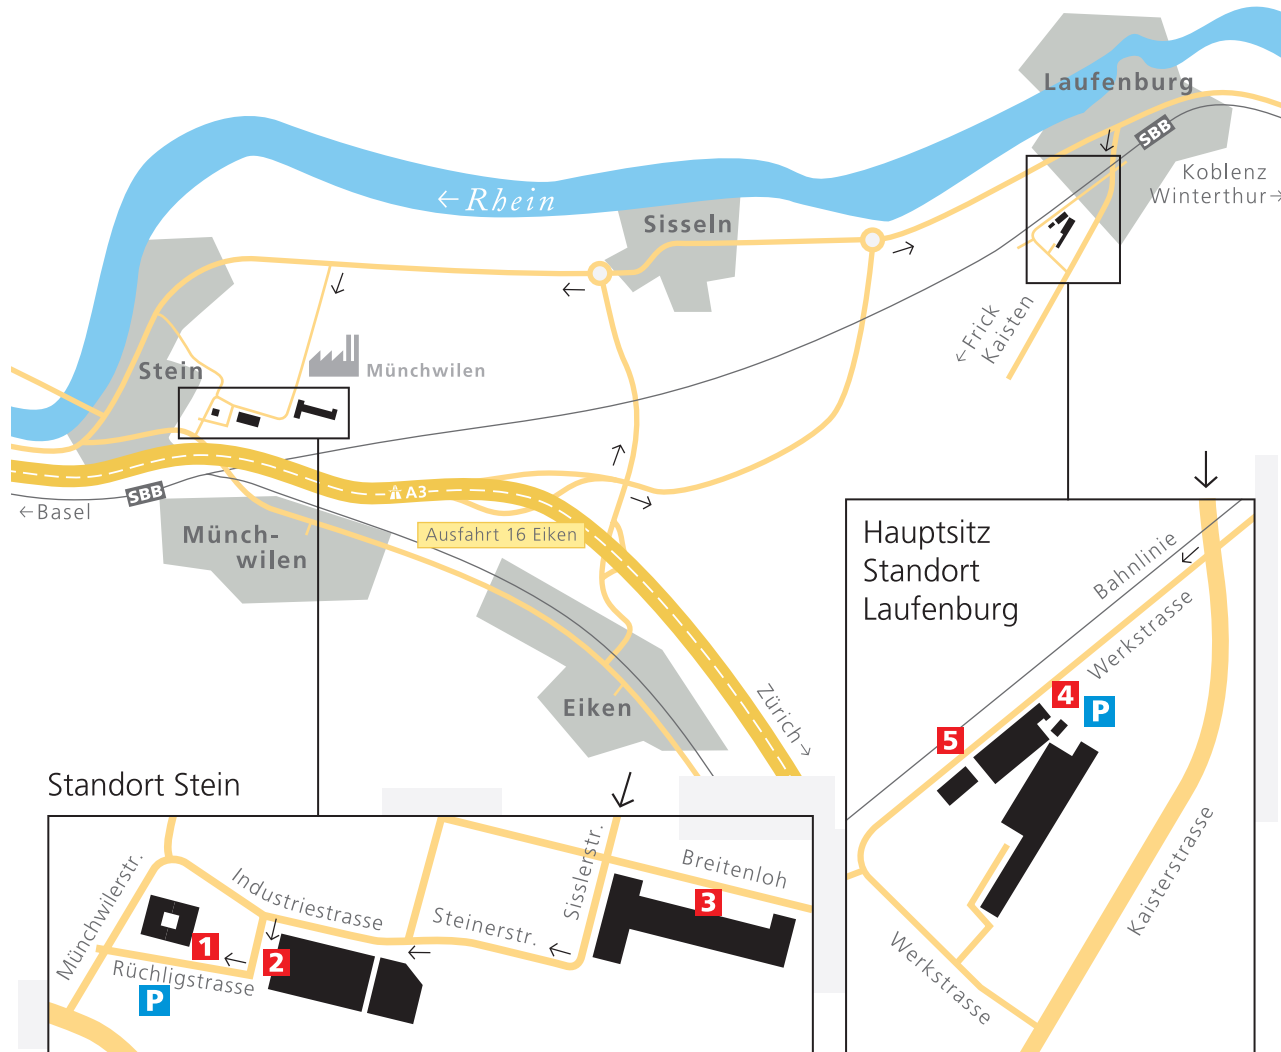 Laufenburg
SBB
Koblenz
Winterthur→
←Rhein
Sisseln
←Frick
Kaisten
Stein
Münchwilen
SBB
←Basel
A3
Ausfahrt 16 Eiken
Münch-
wilen
Eiken
Zürich→
Hauptsitz
Standort
Laufenburg
Bahnlinie
Werkstrasse
4
P
5
Kaisterstrasse
Werkstrasse
Standort Stein
Münchwilerstr.
Industriestrasse
Steinerstr.
Sisslerstr.
Breitenloh
3
1
2
Rüchligstrasse
P